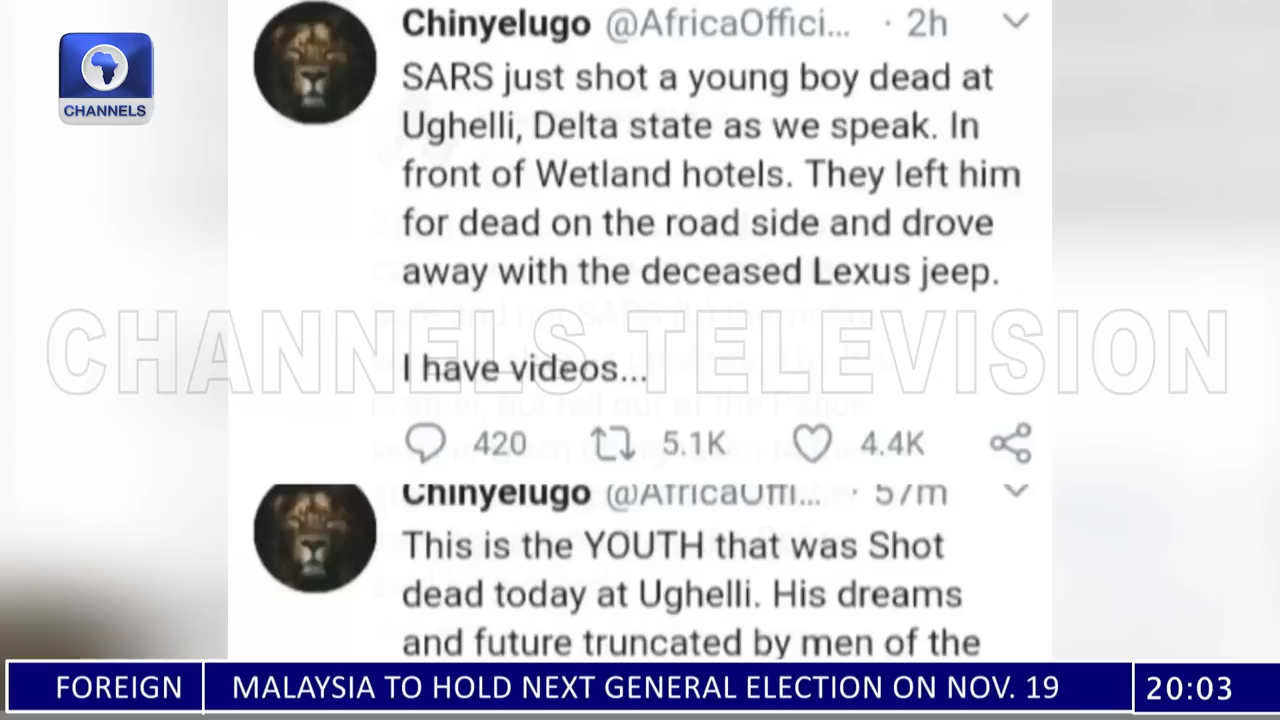 Chinyelugo @AfricaOffici... · 2h
SARS just shot a young boy dead at
Ughelli, Delta state as we speak. In
front of Wetland hotels. They left him
for dead on the road side and drove
away with the deceased Lexus jeep.
I have videos...
420 5.1K 4.4K
Chinyelugo @AfricaOffi... · 57m
This is the YOUTH that was Shot
dead today at Ughelli. His dreams
and future truncated by men of the
CHANNELS
CHANNELS TELEVISION
FOREIGN MALAYSIA TO HOLD NEXT GENERAL ELECTION ON NOV. 19 20:03